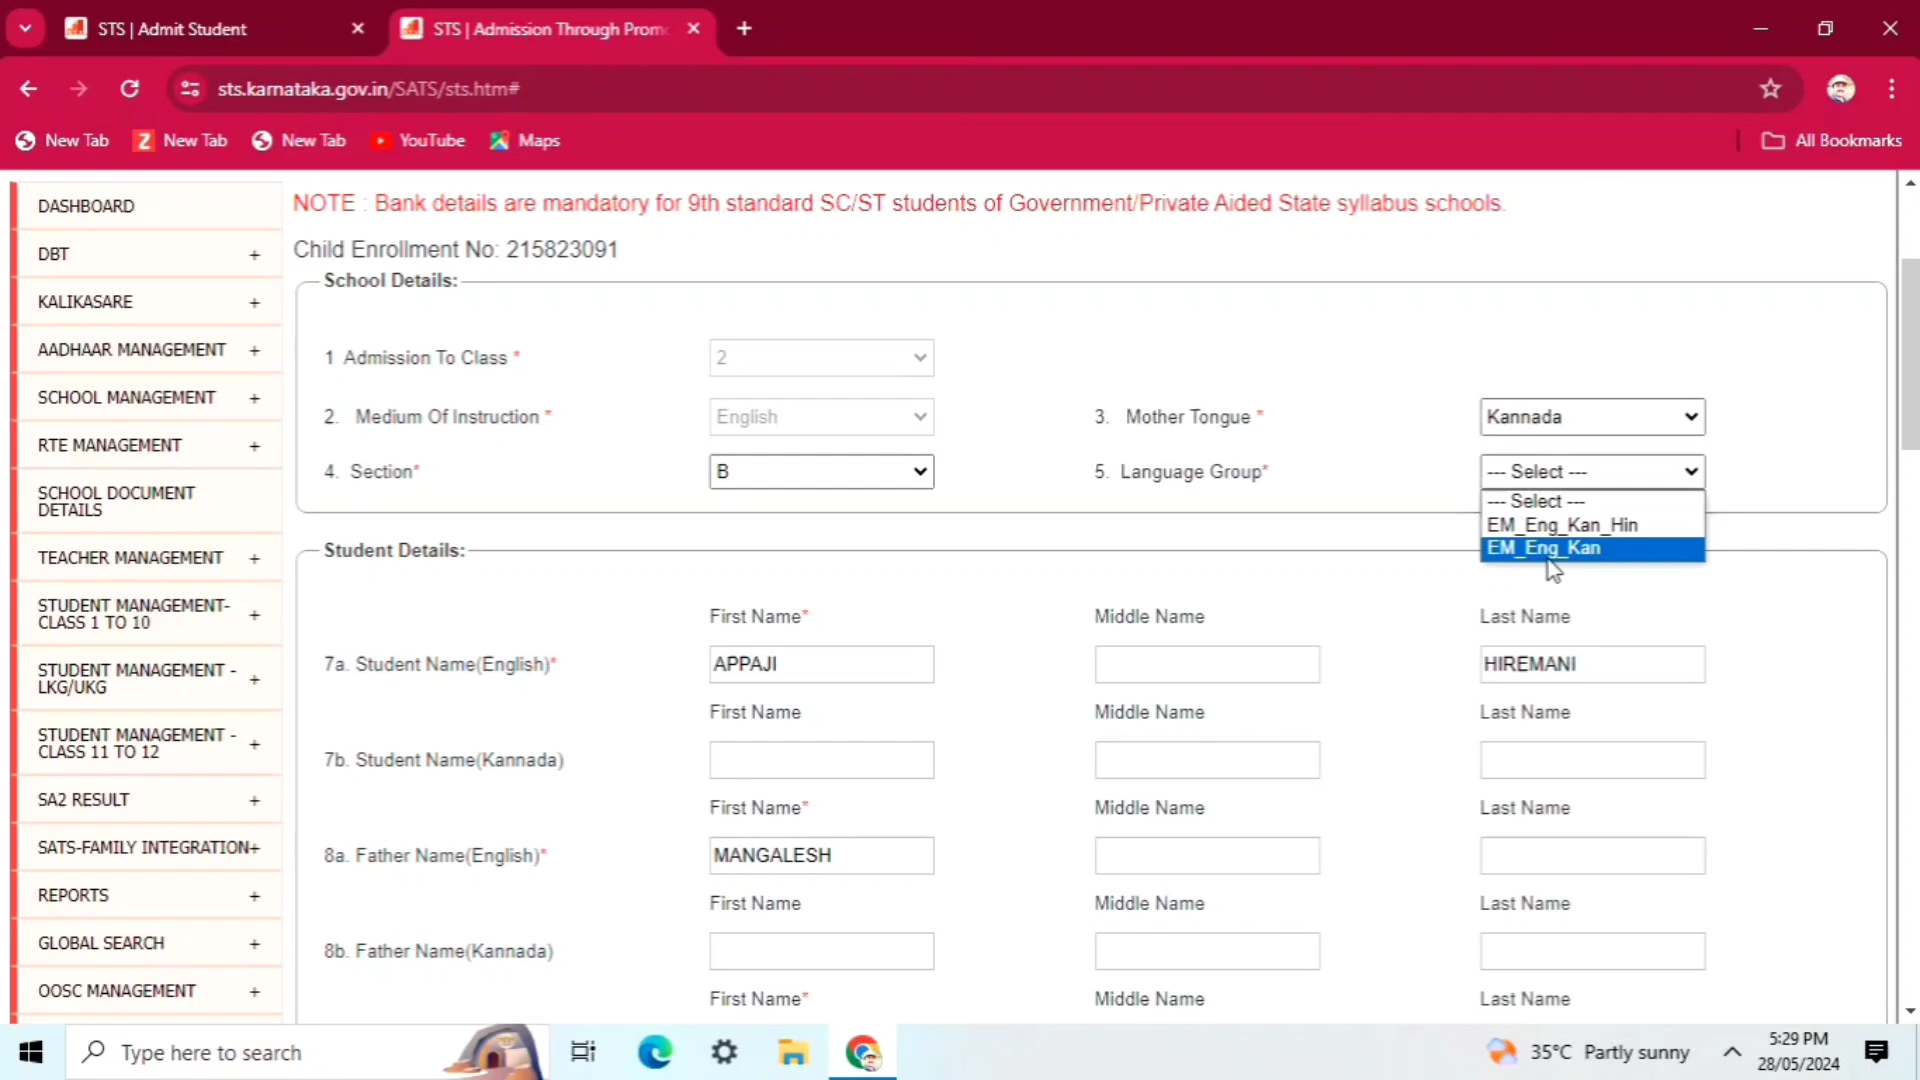 STS | Admit Student
STS | Admission Through Prom
sts.karnataka.gov.in/SATS/sts.htm#
New Tab
New Tab
New Tab
YouTube
Maps
All Bookmarks
DASHBOARD
DBT +
KALIKASARE +
AADHAAR MANAGEMENT +
SCHOOL MANAGEMENT +
RTE MANAGEMENT +
SCHOOL DOCUMENT
DETAILS
TEACHER MANAGEMENT +
STUDENT MANAGEMENT-
CLASS 1 TO 10 +
STUDENT MANAGEMENT -
LKG/UKG +
STUDENT MANAGEMENT -
CLASS 11 TO 12 +
SA2 RESULT +
SATS-FAMILY INTEGRATION+
REPORTS +
GLOBAL SEARCH +
OOSC MANAGEMENT +
NOTE : Bank details are mandatory for 9th standard SC/ST students of Government/Private Aided State syllabus schools.
Child Enrollment No: 215823091
School Details:
1 Admission To Class * 2
2. Medium Of Instruction * English 3. Mother Tongue * Kannada
4. Section* B 5. Language Group* --- Select ---
--- Select ---
EM_Eng_Kan_Hin
EM_Eng_Kan
Student Details:
First Name* Middle Name Last Name
7a. Student Name(English)* APPAJI HIREMANI
First Name Middle Name Last Name
7b. Student Name(Kannada)
First Name* Middle Name Last Name
8a. Father Name(English)* MANGALESH
First Name Middle Name Last Name
8b. Father Name(Kannada)
First Name* Middle Name Last Name
Type here to search
35°C Partly sunny
5:29 PM
28/05/2024